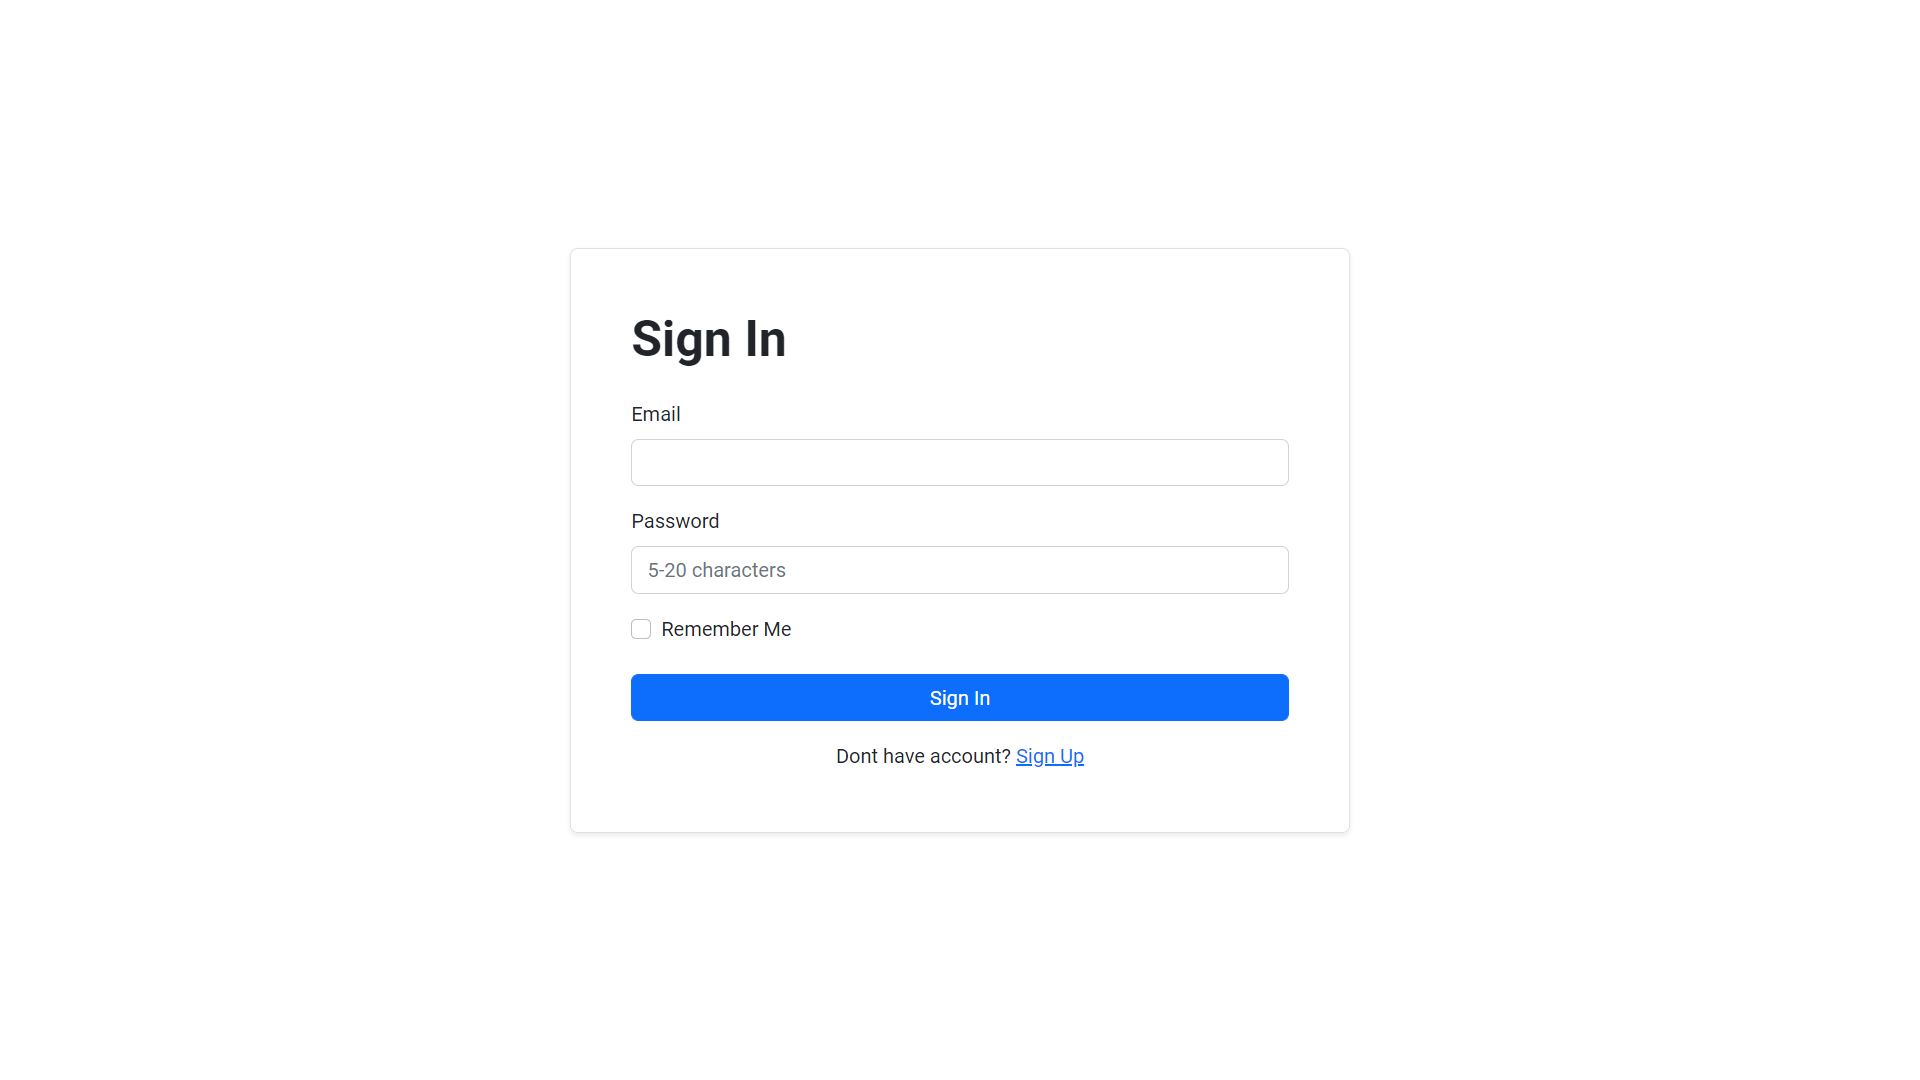 Sign In
Email
Password
5-20 characters
Remember Me
Sign In
Dont have account? Sign Up